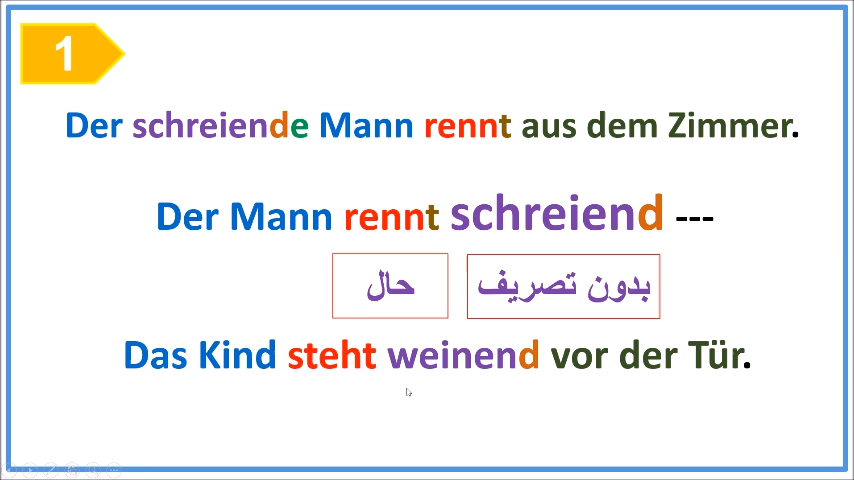 1
Der schreiende Mann rennt aus dem Zimmer.
Der Mann rennt schreiend ---
بدون تصريف
حال
Das Kind steht weinend vor der Tür.